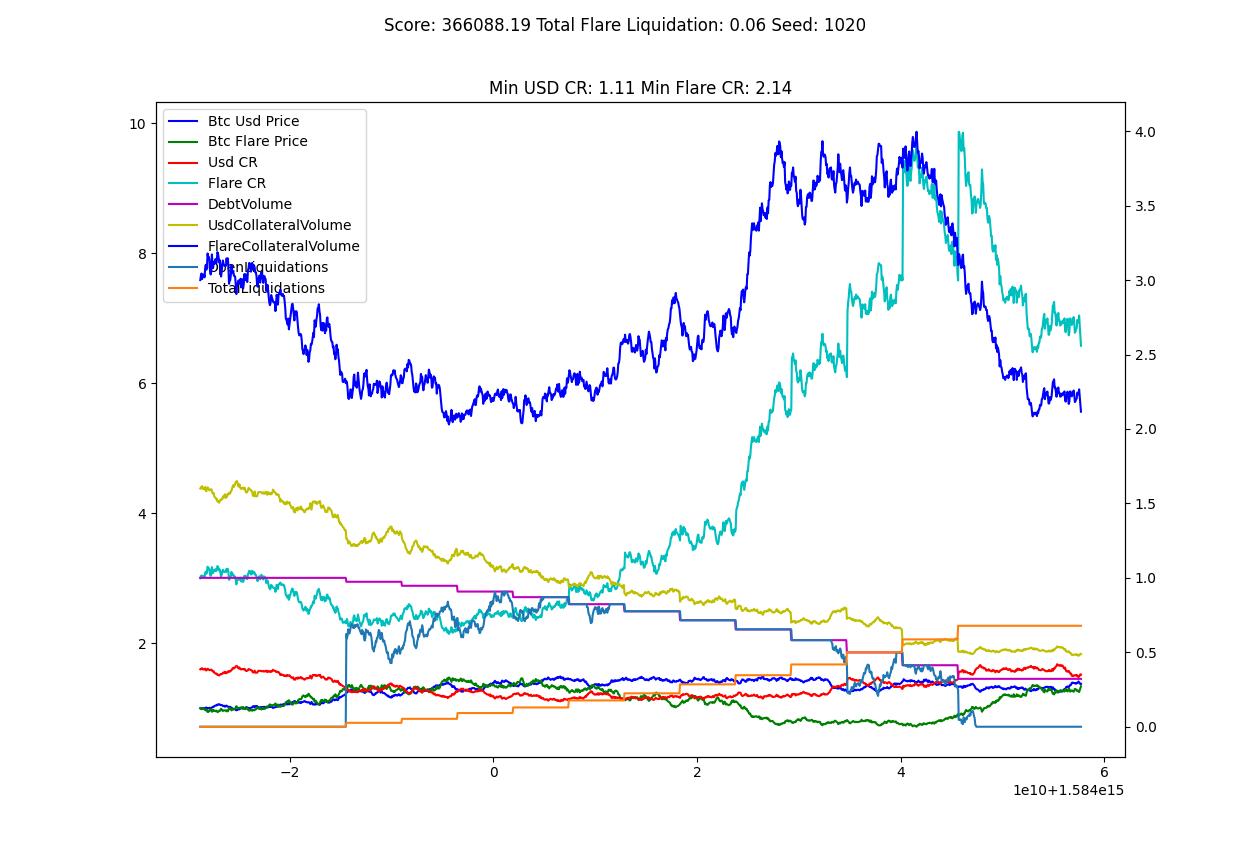 Score: 366088.19 Total Flare Liquidation: 0.06 Seed: 1020
Min USD CR: 1.11 Min Flare CR: 2.14
Btc Usd Price
Btc Flare Price
Usd CR
Flare CR
DebtVolume
UsdCollateralVolume
FlareCollateralVolume
OpenLiquidations
TotalLiquidations
10
8
6
4
2
4.0
3.5
3.0
2.5
2.0
1.5
1.0
0.5
0.0
−2
0
2
4
6
1e10+1.584e15